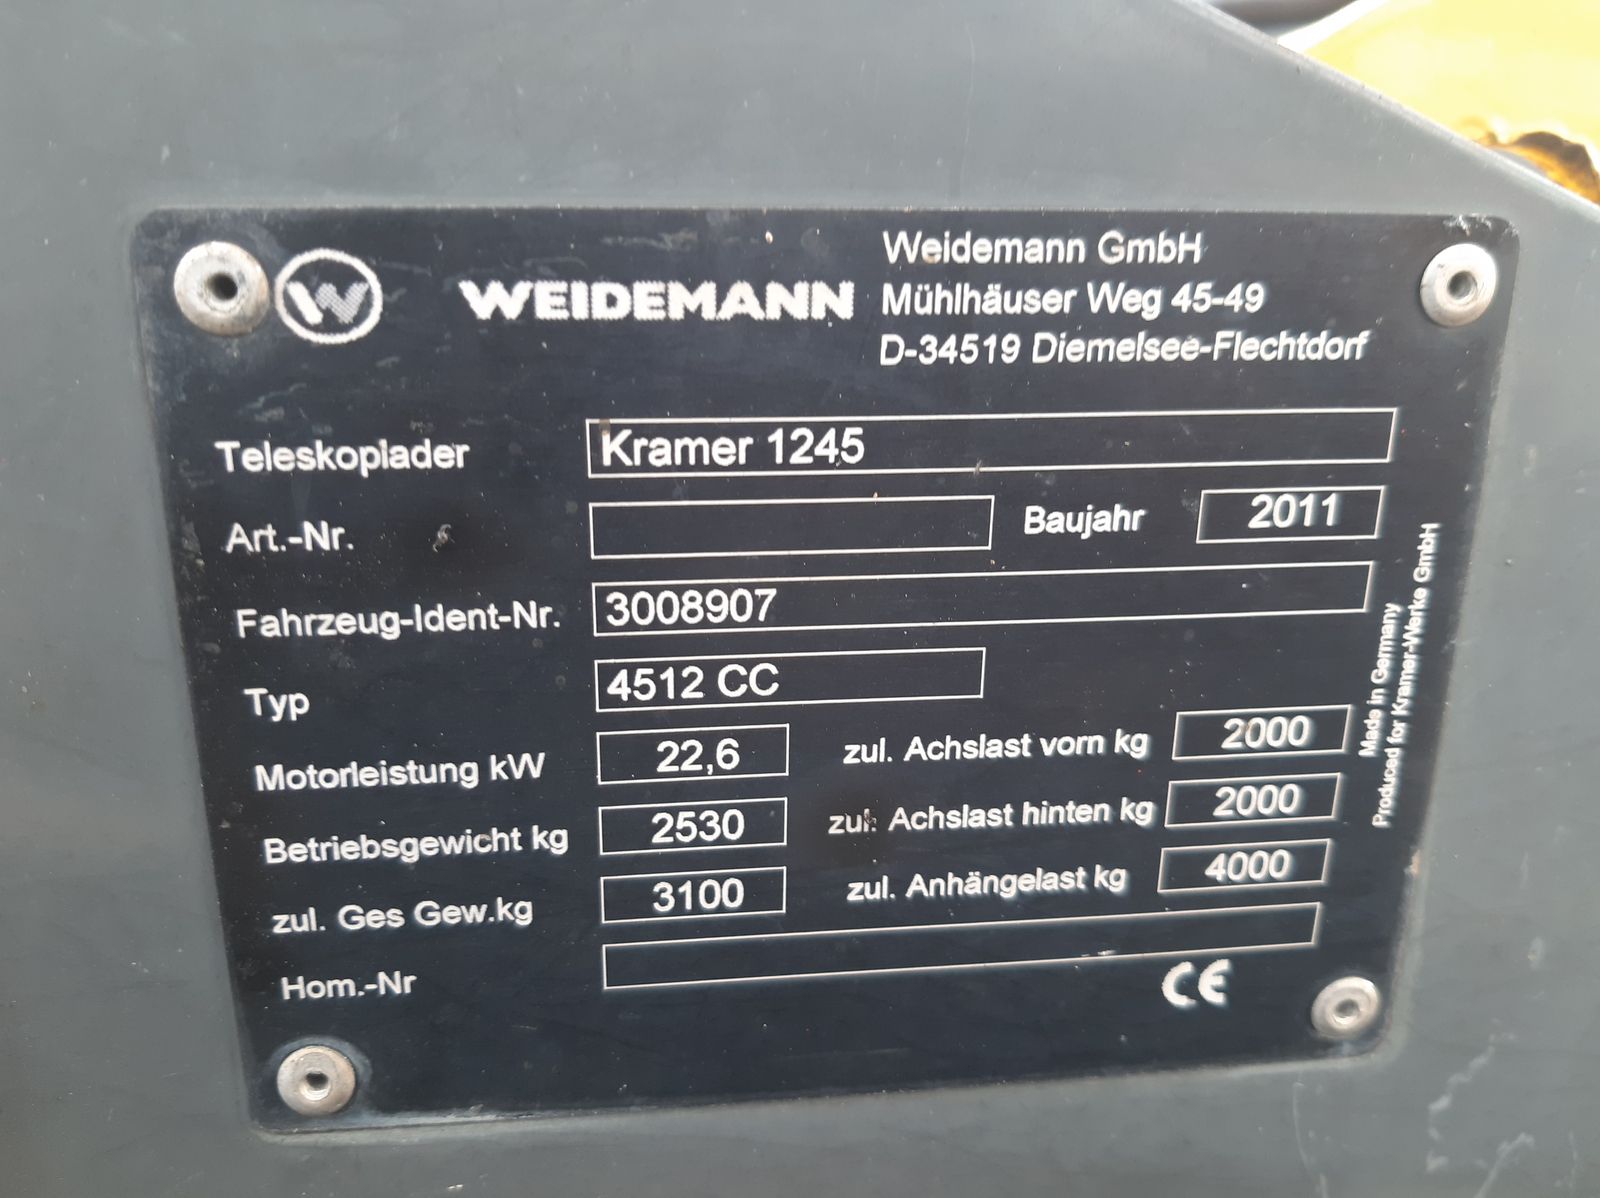 W WEIDEMANN
Weidemann GmbH
Mühlhäuser Weg 45-49
D-34519 Diemelsee-Flechtdorf
Teleskoplader Kramer 1245
Art.-Nr. Baujahr 2011
Fahrzeug-Ident-Nr. 3008907
Typ 4512 CC
Motorleistung kW 22,6 zul. Achslast vorn kg 2000
Betriebsgewicht kg 2530 zul. Achslast hinten kg 2000
zul. Ges Gew.kg 3100 zul. Anhängelast kg 4000
Hom.-Nr
CE
Made in Germany
Produced for Kramer-Werke GmbH